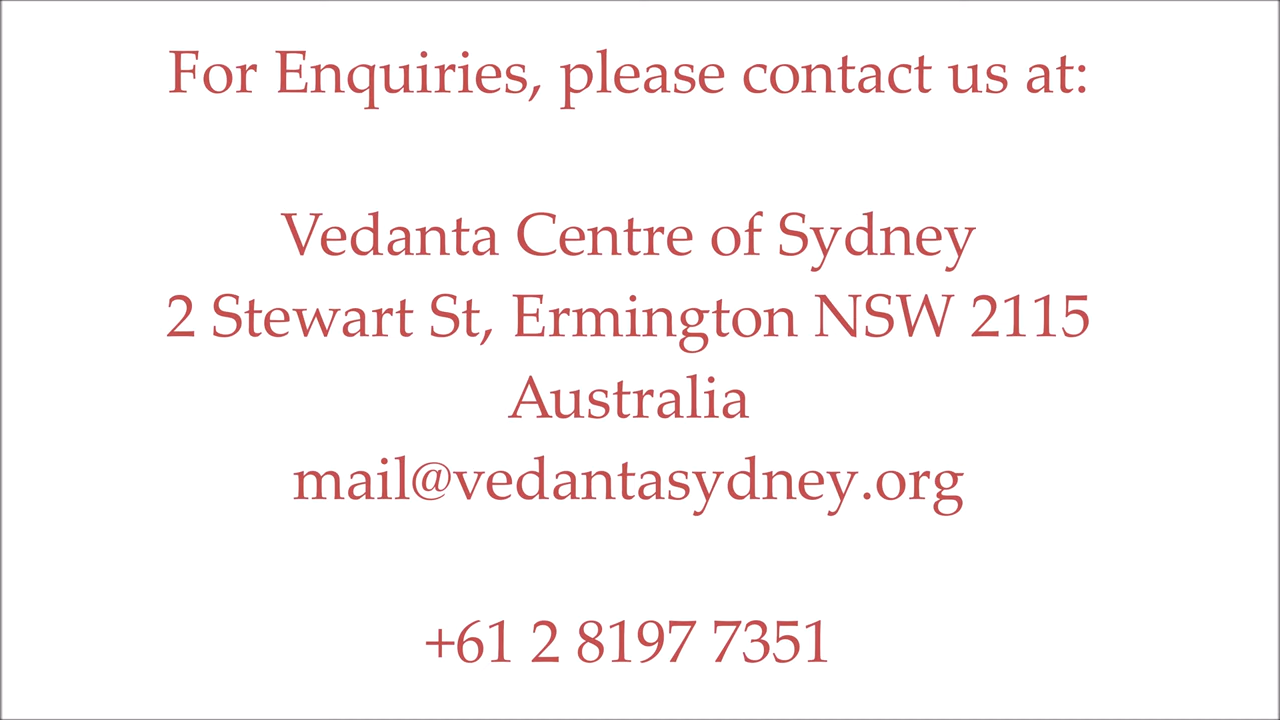 For Enquiries, please contact us at:
Vedanta Centre of Sydney
2 Stewart St, Ermington NSW 2115
Australia
mail@vedantasydney.org
+61 2 8197 7351